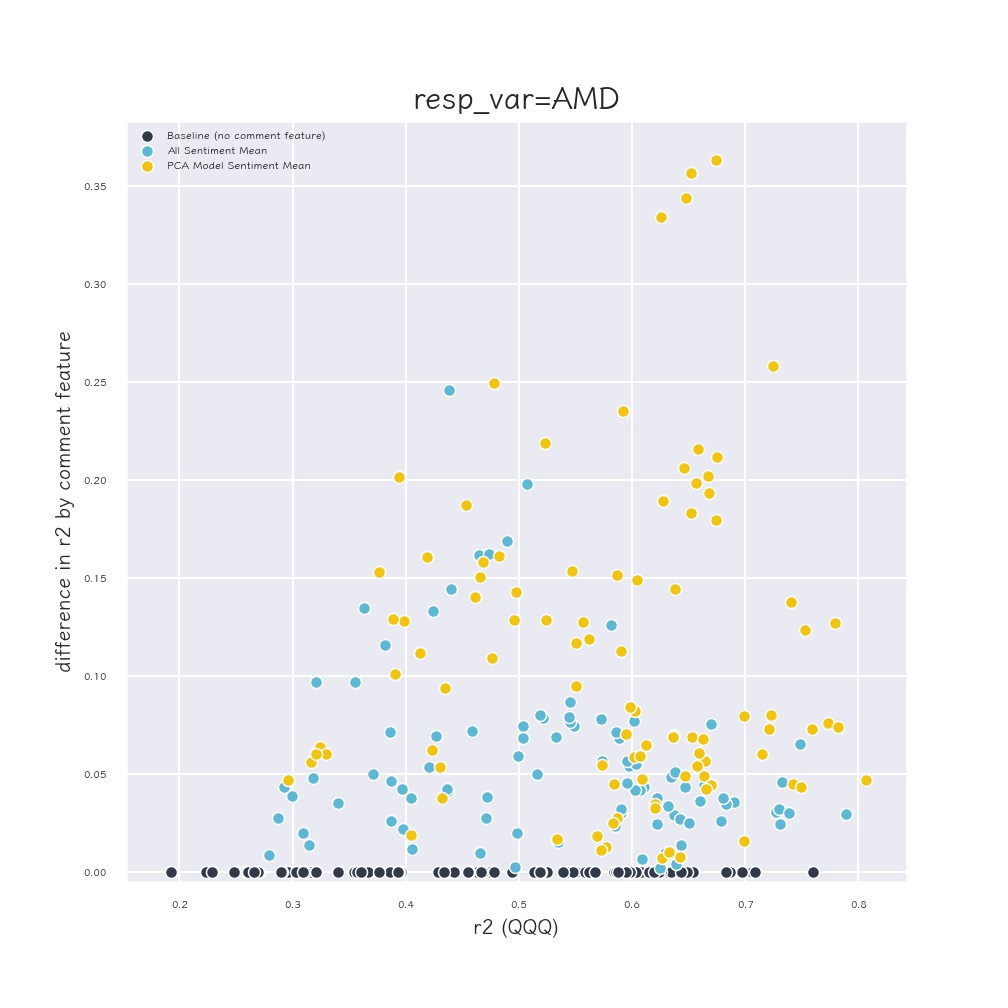 resp_var=AMD
Baseline (no comment feature)
All Sentiment Mean
PCA Model Sentiment Mean
0.35
0.30
0.25
0.20
0.15
0.10
0.05
0.00
difference in r2 by comment feature
0.2 0.3 0.4 0.5 0.6 0.7 0.8
r2 (QQQ)